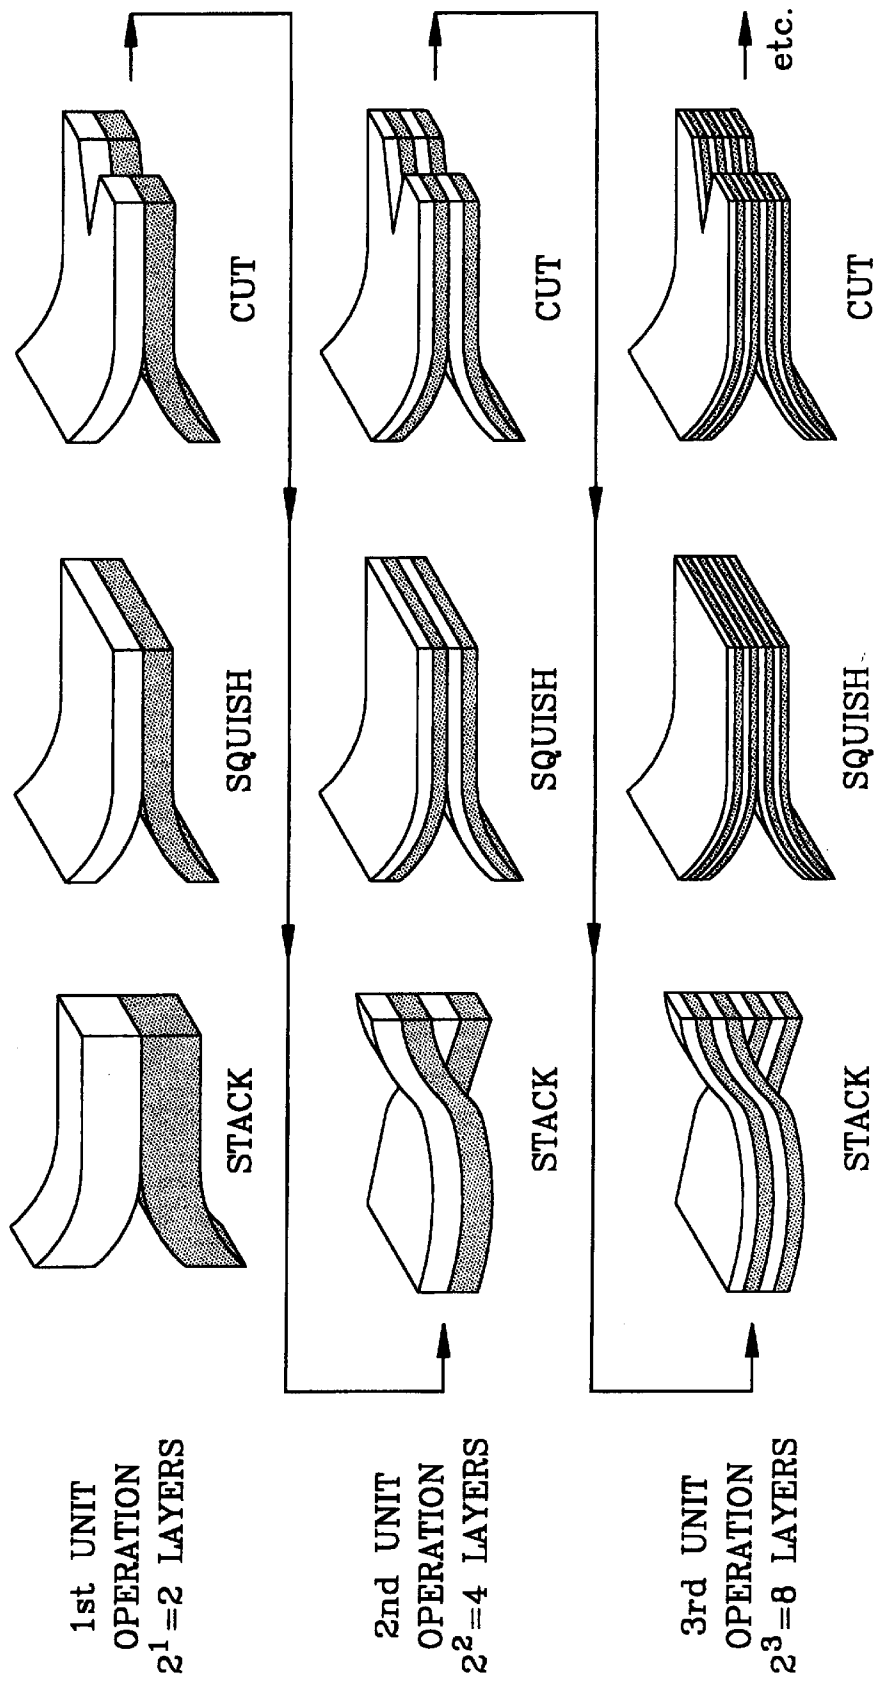 1st UNIT
OPERATION
2¹=2 LAYERS
STACK
SQUISH
CUT
2nd UNIT
OPERATION
2²=4 LAYERS
STACK
SQUISH
CUT
3rd UNIT
OPERATION
2³=8 LAYERS
STACK
SQUISH
CUT
etc.